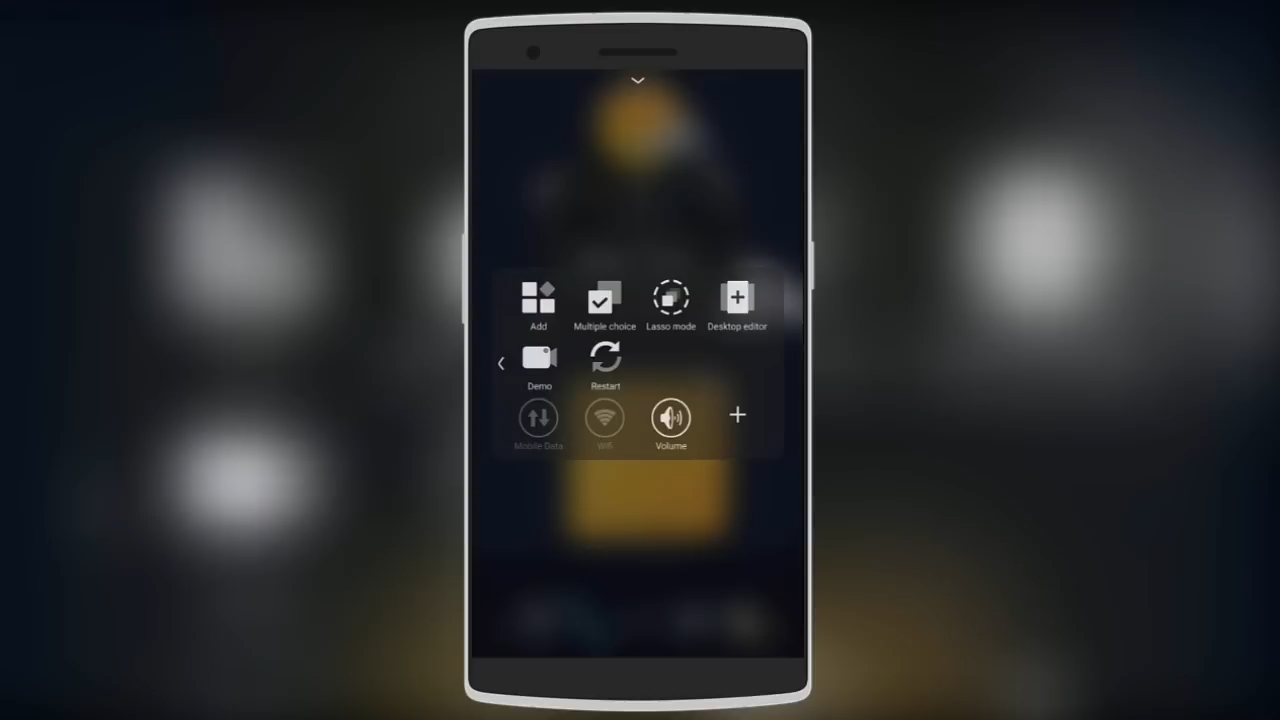 Add Multiple choice Lasso mode Desktop editor
Demo Restart
Mobile Data Wifi Volume